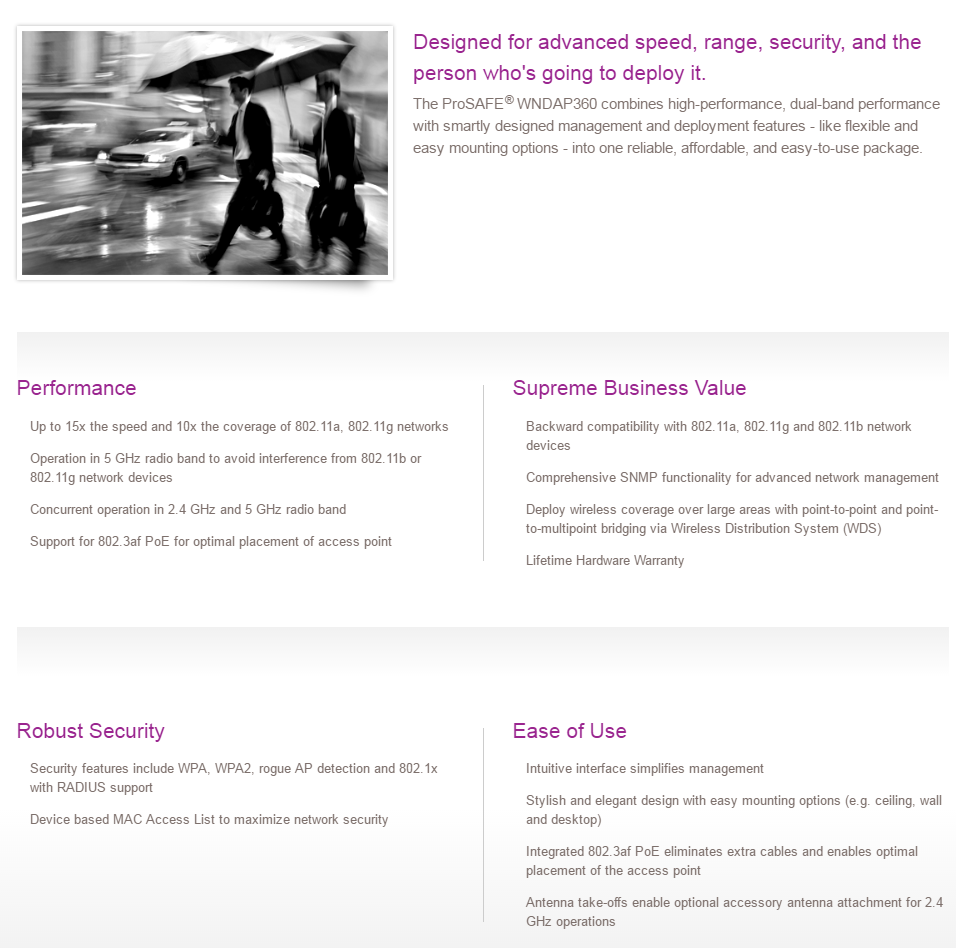 Designed for advanced speed, range, security, and the
person who's going to deploy it.
The ProSAFE® WNDAP360 combines high-performance, dual-band performance
with smartly designed management and deployment features - like flexible and
easy mounting options - into one reliable, affordable, and easy-to-use package.
Performance
Up to 15x the speed and 10x the coverage of 802.11a, 802.11g networks
Operation in 5 GHz radio band to avoid interference from 802.11b or
802.11g network devices
Concurrent operation in 2.4 GHz and 5 GHz radio band
Support for 802.3af PoE for optimal placement of access point
Supreme Business Value
Backward compatibility with 802.11a, 802.11g and 802.11b network
devices
Comprehensive SNMP functionality for advanced network management
Deploy wireless coverage over large areas with point-to-point and point-
to-multipoint bridging via Wireless Distribution System (WDS)
Lifetime Hardware Warranty
Robust Security
Security features include WPA, WPA2, rogue AP detection and 802.1x
with RADIUS support
Device based MAC Access List to maximize network security
Ease of Use
Intuitive interface simplifies management
Stylish and elegant design with easy mounting options (e.g. ceiling, wall
and desktop)
Integrated 802.3af PoE eliminates extra cables and enables optimal
placement of the access point
Antenna take-offs enable optional accessory antenna attachment for 2.4
GHz operations